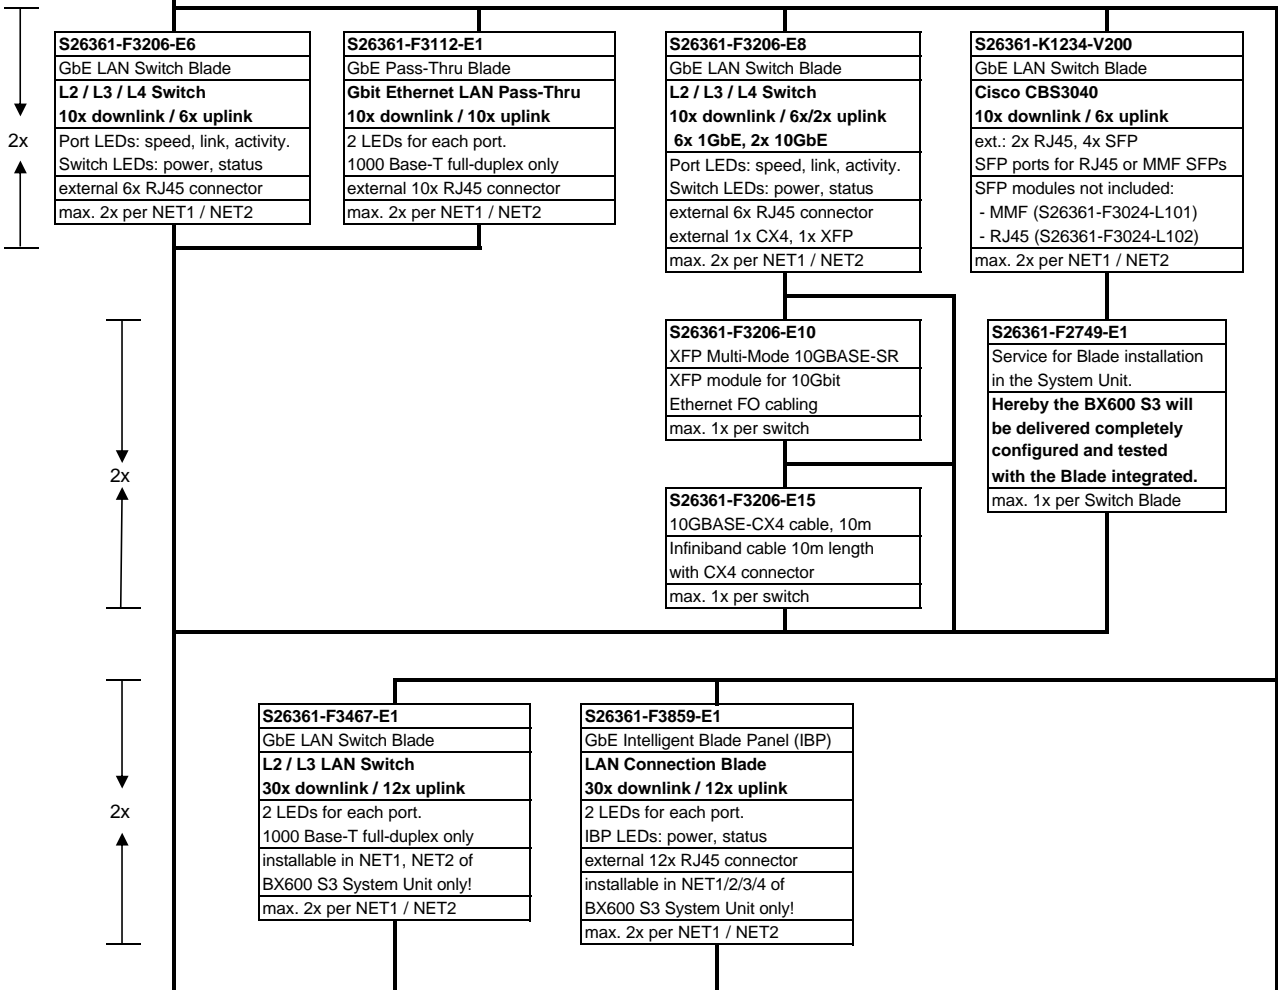 S26361-F3206-E6
GbE LAN Switch Blade
L2 / L3 / L4 Switch
10x downlink / 6x uplink
Port LEDs: speed, link, activity.
Switch LEDs: power, status
external 6x RJ45 connector
max. 2x per NET1 / NET2
S26361-F3112-E1
GbE Pass-Thru Blade
Gbit Ethernet LAN Pass-Thru
10x downlink / 10x uplink
2 LEDs for each port.
1000 Base-T full-duplex only
external 10x RJ45 connector
max. 2x per NET1 / NET2
S26361-F3206-E8
GbE LAN Switch Blade
L2 / L3 / L4 Switch
10x downlink / 6x/2x uplink
6x 1GbE, 2x 10GbE
Port LEDs: speed, link, activity.
Switch LEDs: power, status
external 6x RJ45 connector
external 1x CX4, 1x XFP
max. 2x per NET1 / NET2
S26361-K1234-V200
GbE LAN Switch Blade
Cisco CBS3040
10x downlink / 6x uplink
ext.: 2x RJ45, 4x SFP
SFP ports for RJ45 or MMF SFPs
SFP modules not included:
- MMF (S26361-F3024-L101)
- RJ45 (S26361-F3024-L102)
max. 2x per NET1 / NET2
2x
S26361-F3206-E10
XFP Multi-Mode 10GBASE-SR
XFP module for 10Gbit
Ethernet FO cabling
max. 1x per switch
S26361-F2749-E1
Service for Blade installation
in the System Unit.
Hereby the BX600 S3 will
be delivered completely
configured and tested
with the Blade integrated.
max. 1x per Switch Blade
2x
S26361-F3206-E15
10GBASE-CX4 cable, 10m
Infiniband cable 10m length
with CX4 connector
max. 1x per switch
S26361-F3467-E1
GbE LAN Switch Blade
L2 / L3 LAN Switch
30x downlink / 12x uplink
2 LEDs for each port.
1000 Base-T full-duplex only
installable in NET1, NET2 of
BX600 S3 System Unit only!
max. 2x per NET1 / NET2
S26361-F3859-E1
GbE Intelligent Blade Panel (IBP)
LAN Connection Blade
30x downlink / 12x uplink
2 LEDs for each port.
IBP LEDs: power, status
external 12x RJ45 connector
installable in NET1/2/3/4 of
BX600 S3 System Unit only!
max. 2x per NET1 / NET2
2x